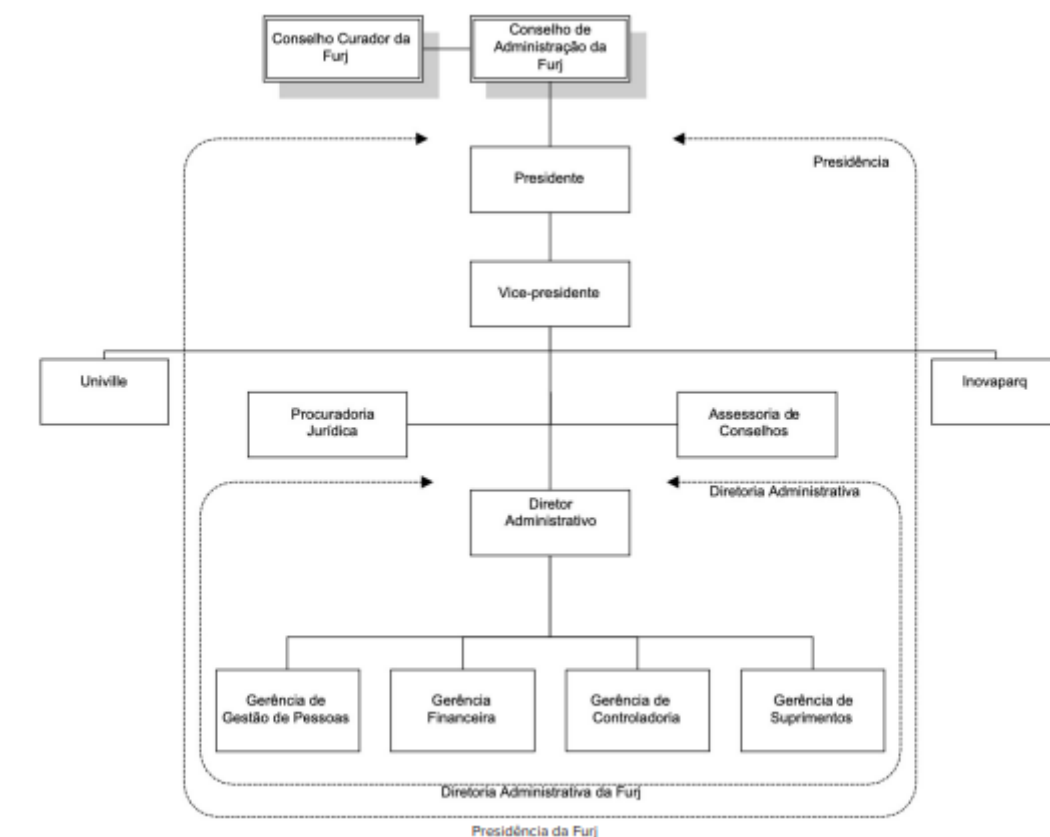 Conselho Curador da
Furj
Conselho de
Administração da
Furj
Presidência
Presidente
Vice-presidente
Univille
Inovaparq
Procuradoria
Jurídica
Assessoria de
Conselhos
Diretoria Administrativa
Diretor
Administrativo
Gerência de
Gestão de Pessoas
Gerência
Financeira
Gerência de
Controladoria
Gerência de
Suprimentos
Diretoria Administrativa da Furj
Presidência da Furj